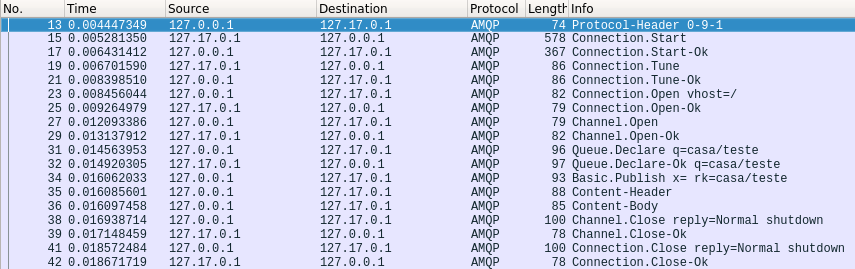 No. Time Source Destination Protocol Length Info
13 0.004447349 127.0.0.1 127.17.0.1 AMQP 74 Protocol-Header 0-9-1
15 0.005281350 127.17.0.1 127.0.0.1 AMQP 578 Connection.Start
17 0.006431412 127.0.0.1 127.17.0.1 AMQP 367 Connection.Start-Ok
19 0.006701590 127.17.0.1 127.0.0.1 AMQP 86 Connection.Tune
21 0.008398510 127.0.0.1 127.17.0.1 AMQP 86 Connection.Tune-Ok
23 0.008456044 127.0.0.1 127.17.0.1 AMQP 82 Connection.Open vhost=/
25 0.009264979 127.17.0.1 127.0.0.1 AMQP 79 Connection.Open-Ok
27 0.012093386 127.0.0.1 127.17.0.1 AMQP 79 Channel.Open
29 0.013137912 127.17.0.1 127.0.0.1 AMQP 82 Channel.Open-Ok
31 0.014563953 127.0.0.1 127.17.0.1 AMQP 96 Queue.Declare q=casa/teste
32 0.014920305 127.17.0.1 127.0.0.1 AMQP 97 Queue.Declare-Ok q=casa/teste
34 0.016062033 127.0.0.1 127.17.0.1 AMQP 93 Basic.Publish x= rk=casa/teste
35 0.016085601 127.0.0.1 127.17.0.1 AMQP 88 Content-Header
36 0.016097458 127.0.0.1 127.17.0.1 AMQP 85 Content-Body
38 0.016938714 127.0.0.1 127.17.0.1 AMQP 100 Channel.Close reply=Normal shutdown
39 0.017148459 127.17.0.1 127.0.0.1 AMQP 78 Channel.Close-Ok
41 0.018572484 127.0.0.1 127.17.0.1 AMQP 100 Connection.Close reply=Normal shutdown
42 0.018671719 127.17.0.1 127.0.0.1 AMQP 78 Connection.Close-Ok